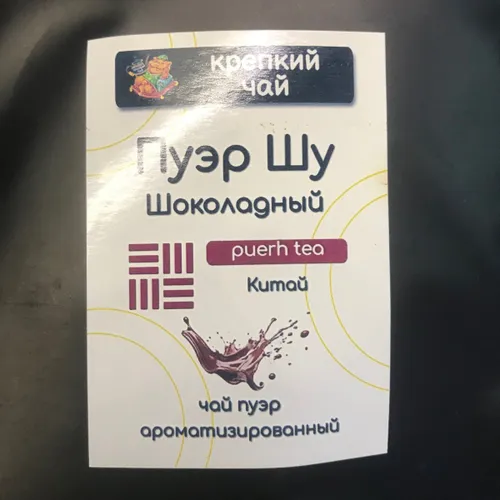 крепкий
чай
Пуэр Шу
Шоколадный
puerh tea
Китай
чай пуэр
ароматизированный